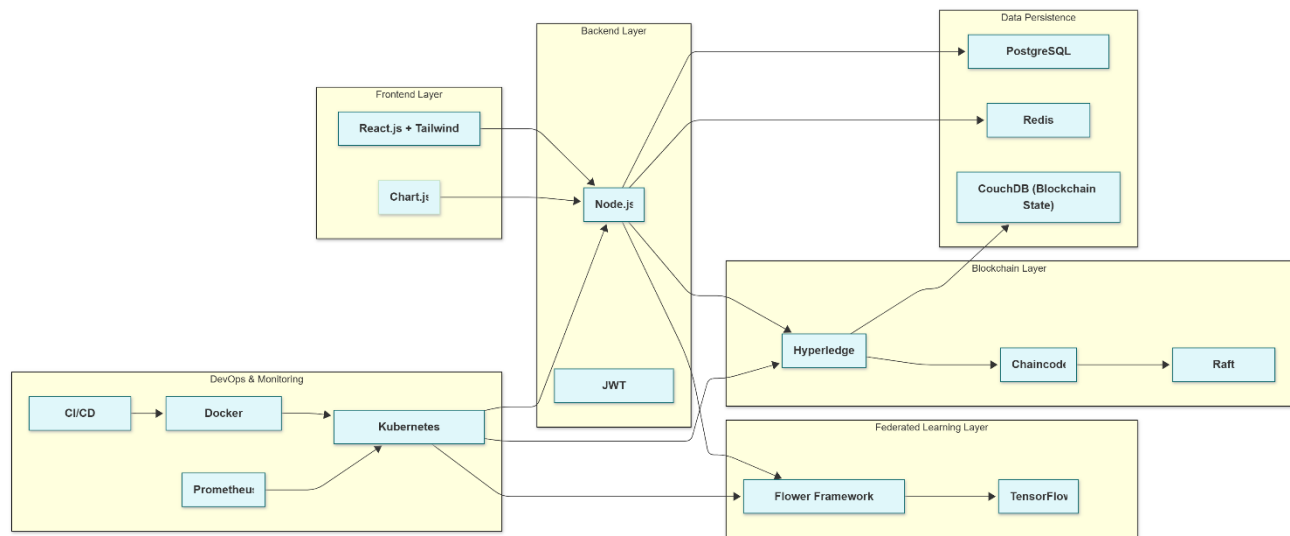 Data Persistence
PostgreSQL
Redis
CouchDB (Blockchain
State)
Backend Layer
Node.js
JWT
Frontend Layer
React.js + Tailwind
Chart.js
Blockchain Layer
Hyperledge
Chaincode
Raft
DevOps & Monitoring
CI/CD
Docker
Kubernetes
Prometheus
Federated Learning Layer
Flower Framework
TensorFlow